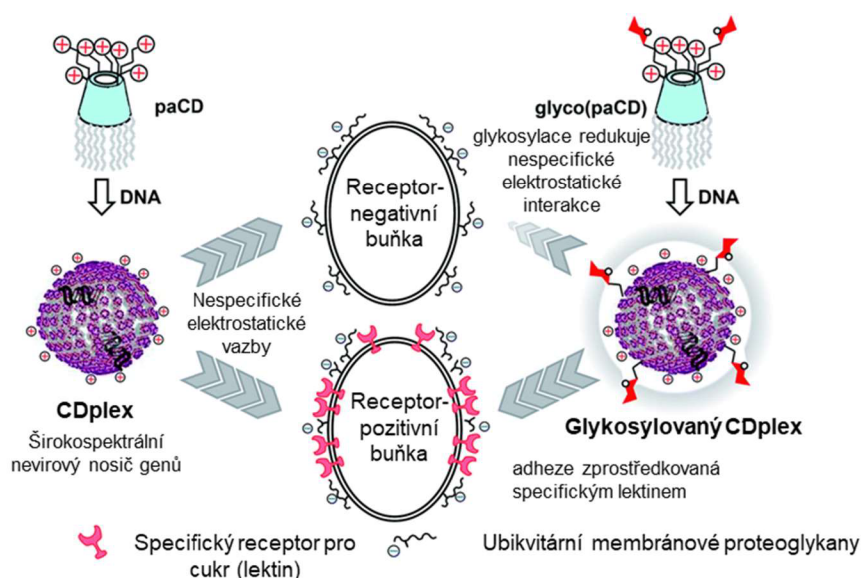 paCD
DNA
CDplex
Širokospektrální
nevirový nosič genů
Nespecifické
elektrostatické
vazby
Receptor-
negativní
buňka
Receptor-
pozitivní
buňka
glyco(paCD)
glykosylace redukuje
nespecifické
elektrostatické
interakce
DNA
Glykosylovaný CDplex
adheze zprostředkovaná
specifickým lektinem
Specifický receptor pro
cukr (lektin)
Ubikvitární membránové proteoglykany